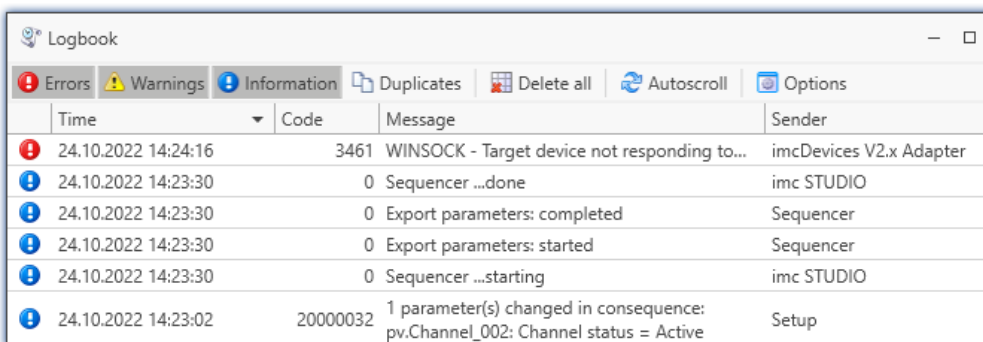 Logbook
Errors Warnings Information Duplicates Delete all Autoscroll Options
Time Code Message Sender
24.10.2022 14:24:16 3461 WINSOCK - Target device not responding to... imcDevices V2.x Adapter
24.10.2022 14:23:30 0 Sequencer ...done imc STUDIO
24.10.2022 14:23:30 0 Export parameters: completed Sequencer
24.10.2022 14:23:30 0 Export parameters: started Sequencer
24.10.2022 14:23:30 0 Sequencer ...starting imc STUDIO
24.10.2022 14:23:02 20000032 1 parameter(s) changed in consequence: Setup
pv.Channel_002: Channel status = Active